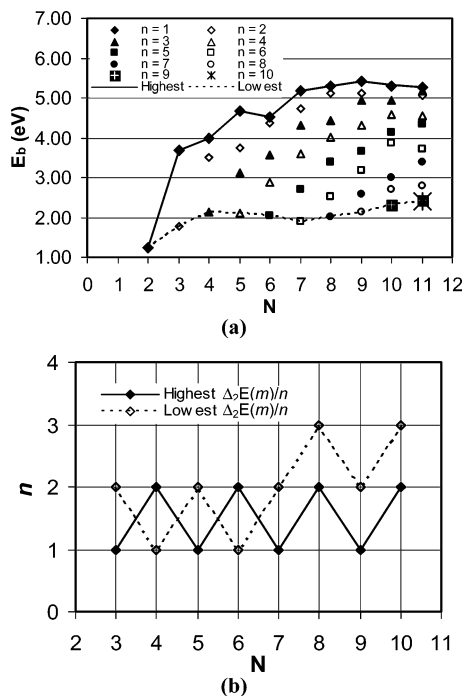 7.00
6.00
5.00
4.00
3.00
2.00
1.00
E_b (eV)
n = 1
n = 2
n = 3
n = 4
n = 5
n = 6
n = 7
n = 8
n = 9
n = 10
Highest
Lowest
0 1 2 3 4 5 6 7 8 9 10 11 12
N
(a)
4
3
2
1
0
n
Highest Δ₂E(m)/n
Lowest Δ₂E(m)/n
2 3 4 5 6 7 8 9 10 11
N
(b)